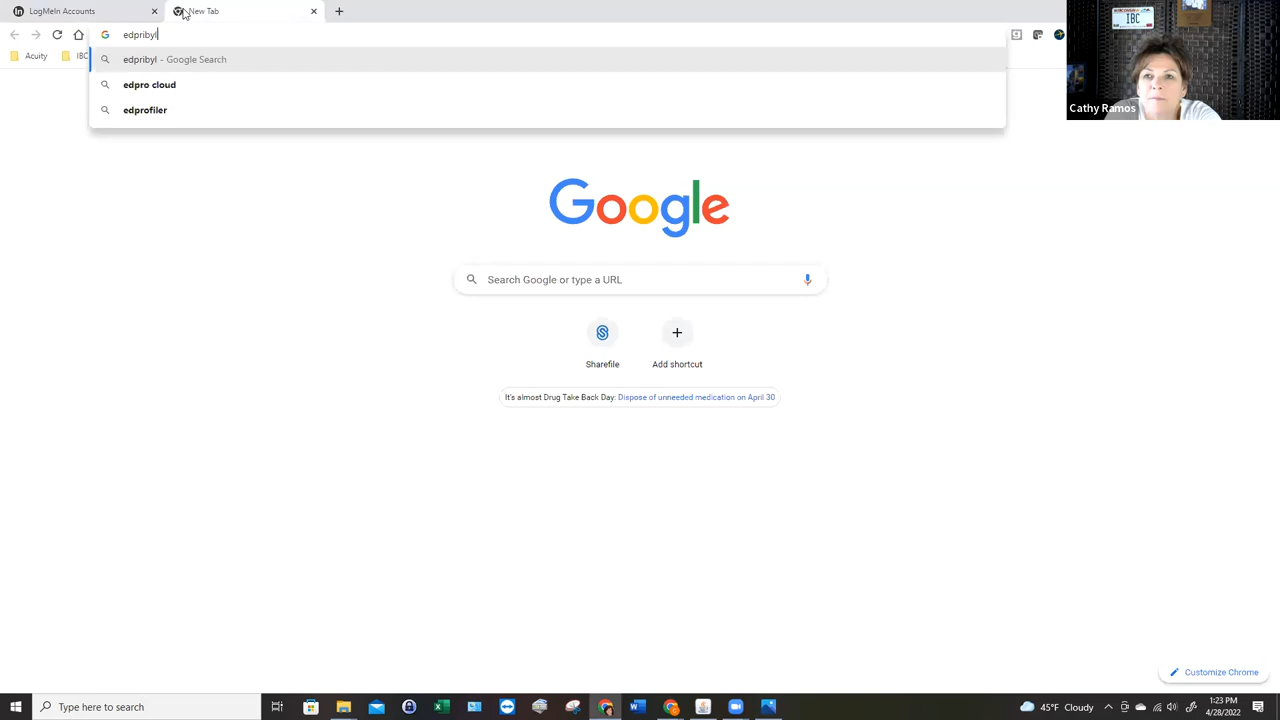 LogMeIn Accounts
New Tab
edpribyl
Acuity
IBC
edpribyl - Google Search
edpro cloud
edprofiler
WISCONSIN
IBC
Cathy Ramos
Google
Search Google or type a URL
Sharefile
Add shortcut
It's almost Drug Take Back Day: Dispose of unneeded medication on April 30
Customize Chrome
Type here to search
45°F Cloudy
1:23 PM
4/28/2022